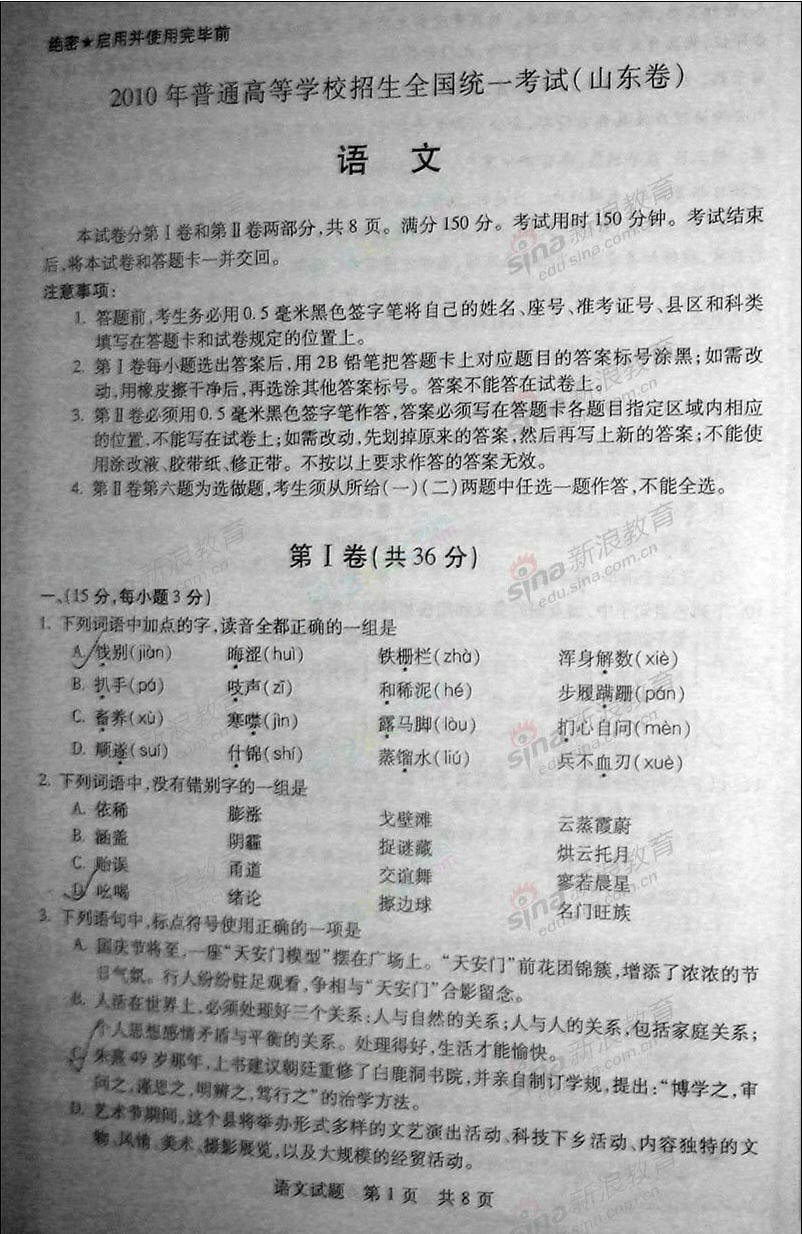 绝密★启用并使用完毕前
2010 年普通高等学校招生全国统一考试(山东卷)
语 文
本试卷分第Ⅰ卷和第Ⅱ卷两部分,共 8 页。满分 150 分。考试用时 150 分钟。考试结束
后,将本试卷和答题卡一并交回。
注意事项:
1. 答题前,考生务必用 0.5 毫米黑色签字笔将自己的姓名、座号、准考证号、县区和科类
填写在答题卡和试卷规定的位置上。
2. 第Ⅰ卷每小题选出答案后,用 2B 铅笔把答题卡上对应题目的答案标号涂黑;如需改
动,用橡皮擦干净后,再选涂其他答案标号。答案不能答在试卷上。
3. 第Ⅱ卷必须用 0.5 毫米黑色签字笔作答,答案必须写在答题卡各题目指定区域内相应
的位置,不能写在试卷上;如需改动,先划掉原来的答案,然后再写上新的答案;不能使
用涂改液、胶带纸、修正带。不按以上要求作答的答案无效。
4. 第Ⅱ卷第六题为选做题,考生须从所给(一)(二)两题中任选一题作答,不能全选。
第Ⅰ卷(共 36 分)
一、(15 分,每小题 3 分)
1. 下列词语中加点的字,读音全都正确的一组是
A. 饯别(jiàn) 晦涩(huì) 铁栅栏(zhà) 浑身解数(xiè)
B. 扒手(pá) 吱声(zī) 和稀泥(hé) 步履蹒跚(pán)
C. 畜养(xù) 寒噤(jìn) 露马脚(lòu) 扪心自问(mèn)
D. 顺遂(suí) 什锦(shí) 蒸馏水(liú) 兵不血刃(xuè)
2. 下列词语中,没有错别字的一组是
A. 依稀 膨涨 戈壁滩 云蒸霞蔚
B. 涵盖 阴霾 捉谜藏 烘云托月
C. 贻误 甬道 交谊舞 寥若晨星
D. 吆喝 绪论 擦边球 名门旺族
3. 下列语句中,标点符号使用正确的一项是
A. 国庆节将至,一座“天安门模型”摆在广场上。“天安门”前花团锦簇,增添了浓浓的节
日气氛。行人纷纷驻足观看,争相与“天安门”合影留念。
B. 人活在世界上,必须处理好三个关系:人与自然的关系;人与人的关系,包括家庭关系;
个人思想感情矛盾与平衡的关系。处理得好,生活才能愉快。
C. 朱熹 49 岁那年,上书建议朝廷重修了白鹿洞书院,并亲自制订学规,提出:“博学之,审
问之,谨思之,明辨之,笃行之”的治学方法。
D. 艺术节期间,这个县将举办形式多样的文艺演出活动、科技下乡活动、内容独特的文
物、风情、美术、摄影展览,以及大规模的经贸活动。
语文试题 第 1 页 共 8 页
sina 新浪教育
edu.sina.com.cn